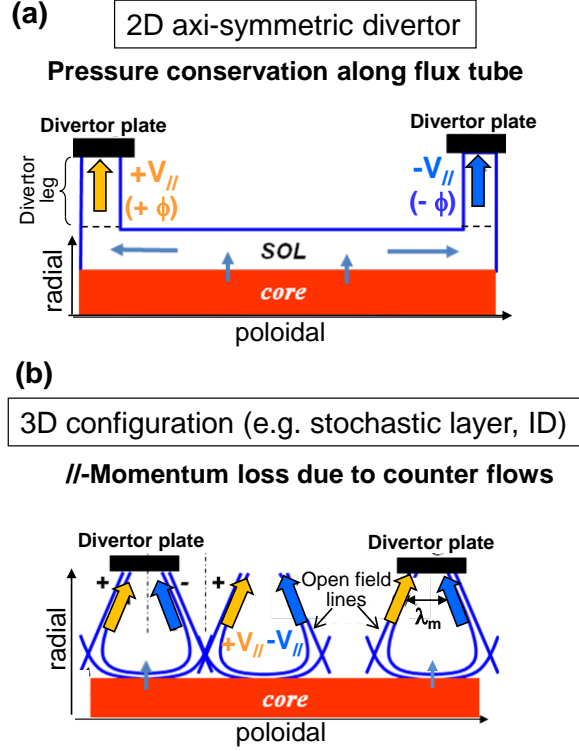 (a)
2D axi-symmetric divertor
Pressure conservation along flux tube
Divertor plate
Divertor plate
Divertor
leg
+V//
(+ ϕ)
-V//
(- ϕ)
SOL
core
radial
poloidal
(b)
3D configuration (e.g. stochastic layer, ID)
//-Momentum loss due to counter flows
Divertor plate
Divertor plate
+ - +
Open field
lines
λm
+V// -V//
radial
core
poloidal